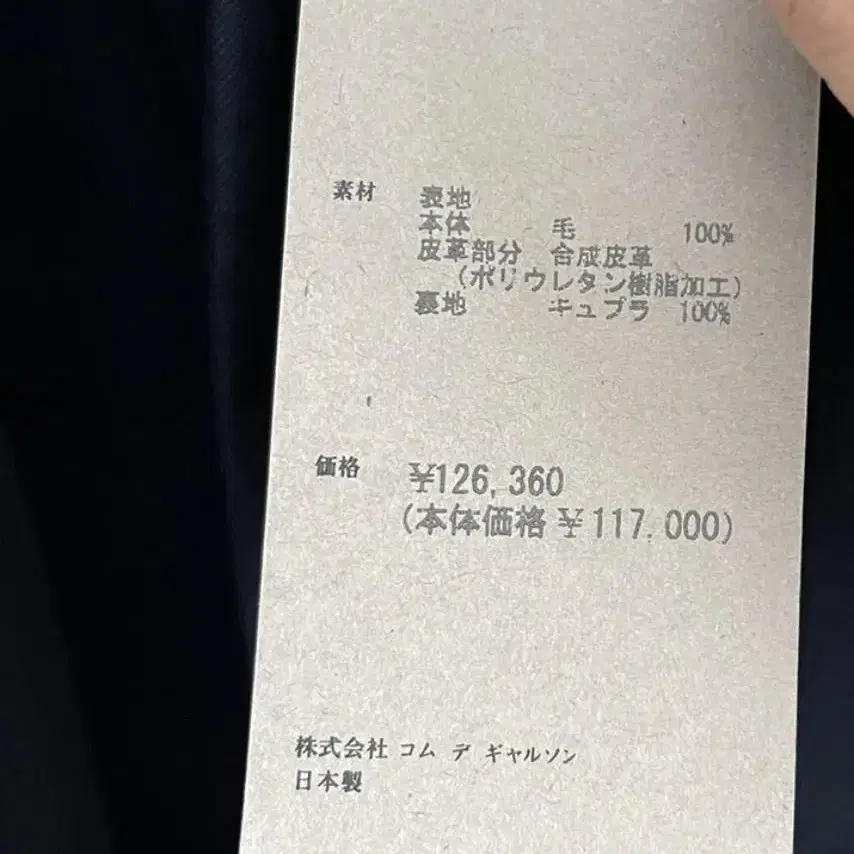 素材 表地
本体 毛 100%
皮革部分 合成皮革
(ポリウレタン樹脂加工)
裏地 キュプラ 100%
価格 ¥126,360
(本体価格 ¥117.000)
株式会社 コム デ ギャルソン
日本製